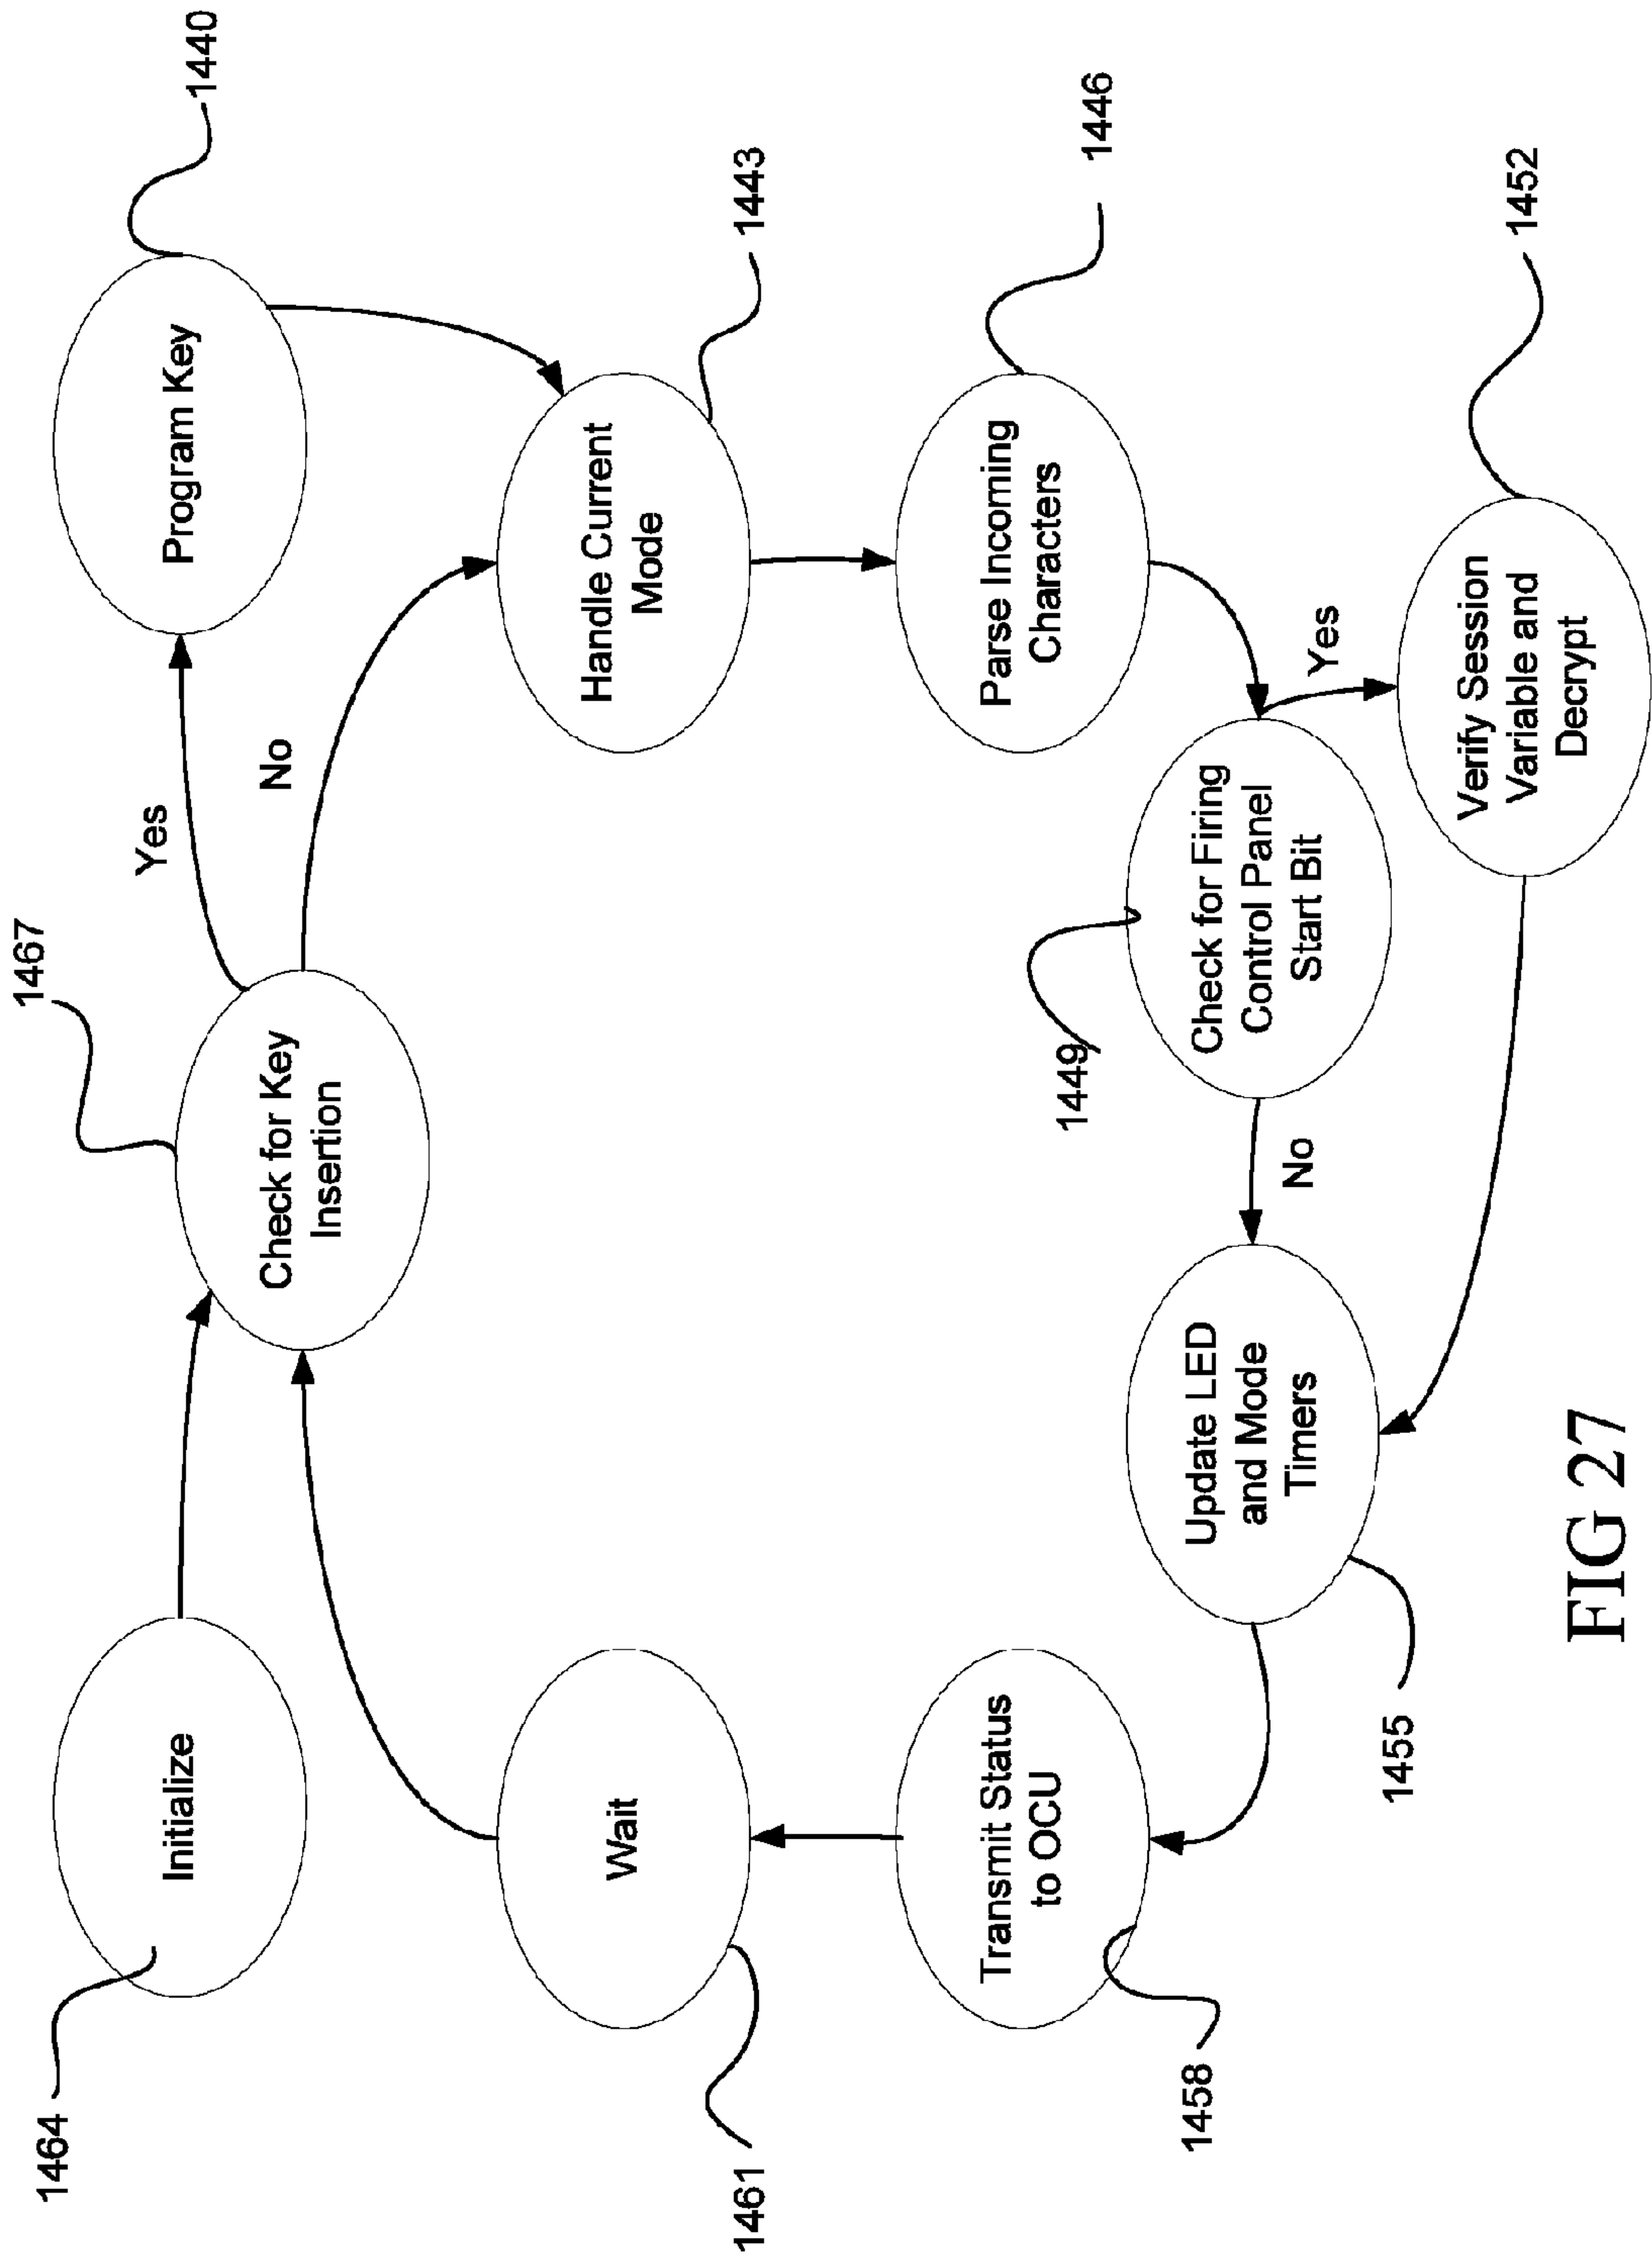 1464
Initialize
1467
Check for Key
Insertion
Yes
No
Program Key
1440
Handle Current
Mode
1443
Parse Incoming
Characters
1446
Check for Firing
Control Panel
Start Bit
1449
Yes
Verify Session
Variable and
Decrypt
1452
No
Update LED
and Mode
Timers
1455
Transmit Status
to OCU
1458
Wait
1461
FIG 27